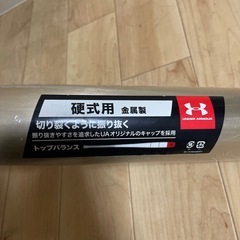 硬式用 金属製
UNDER ARMOUR
切り裂くように振り抜く
振り抜きやすさを追求したUAオリジナルのキャップを採用
トップバランス